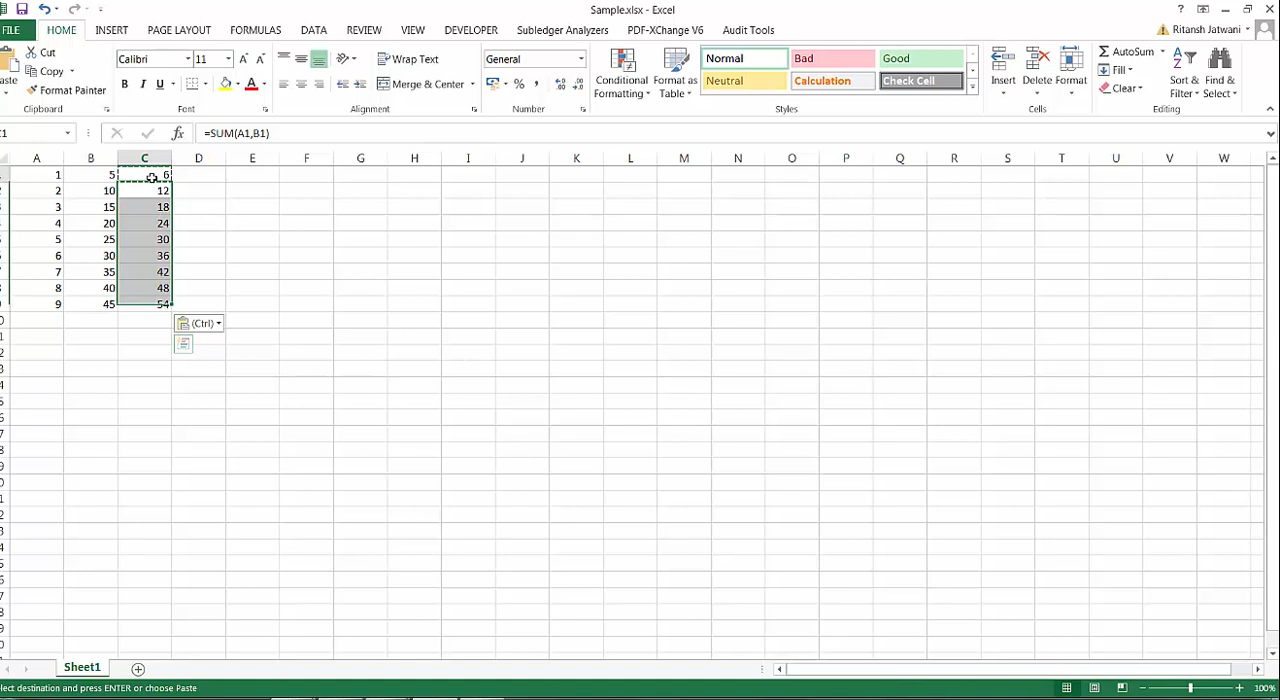 Sample.xlsx - Excel
?
FILE HOME INSERT PAGE LAYOUT FORMULAS DATA REVIEW VIEW DEVELOPER Subledger Analyzers PDF-XChange V6 Audit Tools Ritansh Jatwani
Cut
Copy
Format Painter
Clipboard
Calibri 11
B I U
Font
Wrap Text
Merge & Center
Alignment
General
%
Number
Conditional Formatting
Format as Table
Normal Bad Good
Neutral Calculation Check Cell
Styles
Insert Delete Format
Cells
AutoSum
Fill
Clear
Sort & Filter
Find & Select
Editing
fx =SUM(A1,B1)
A B C D E F G H I J K L M N O P Q R S T U V W
1 5 6
2 10 12
3 15 18
4 20 24
5 25 30
6 30 36
7 35 42
8 40 48
9 45 54
(Ctrl)
Sheet1
destination and press ENTER or choose Paste
100%